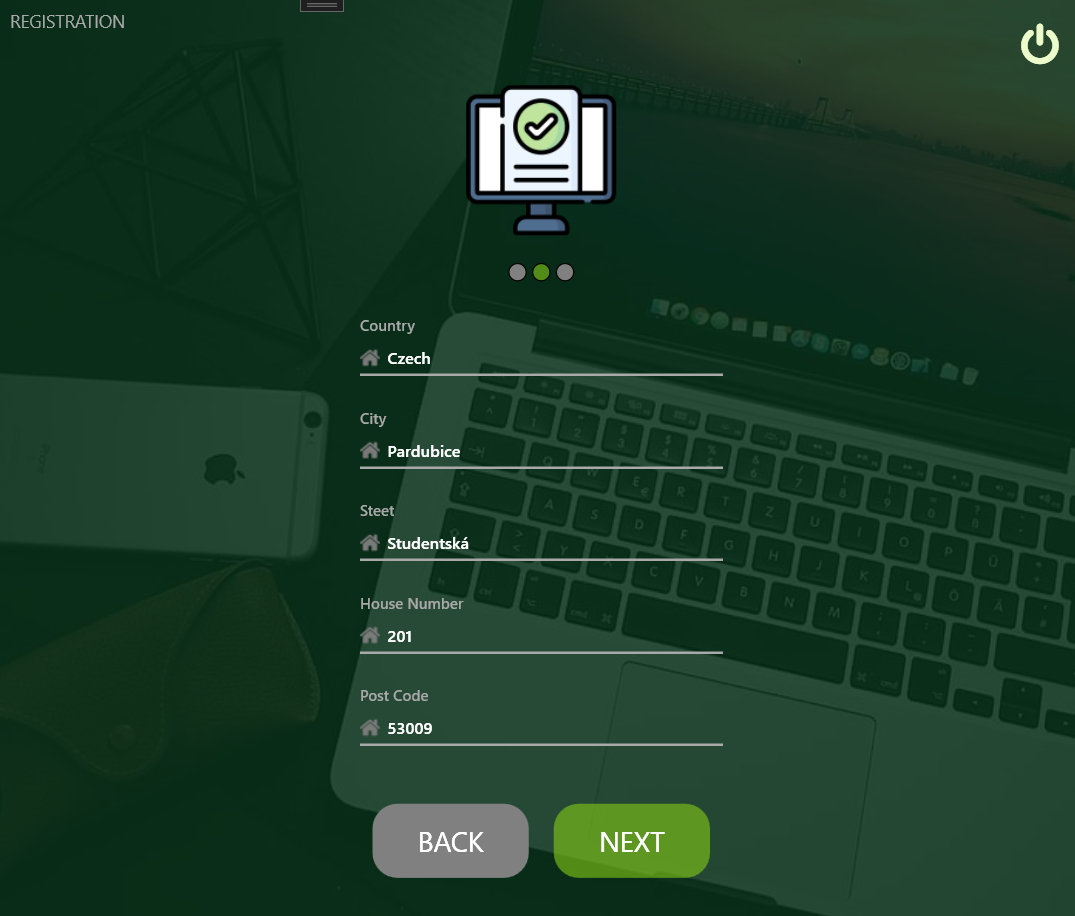 REGISTRATION
Country
Czech
City
Pardubice
Steet
Studentská
House Number
201
Post Code
53009
BACK
NEXT